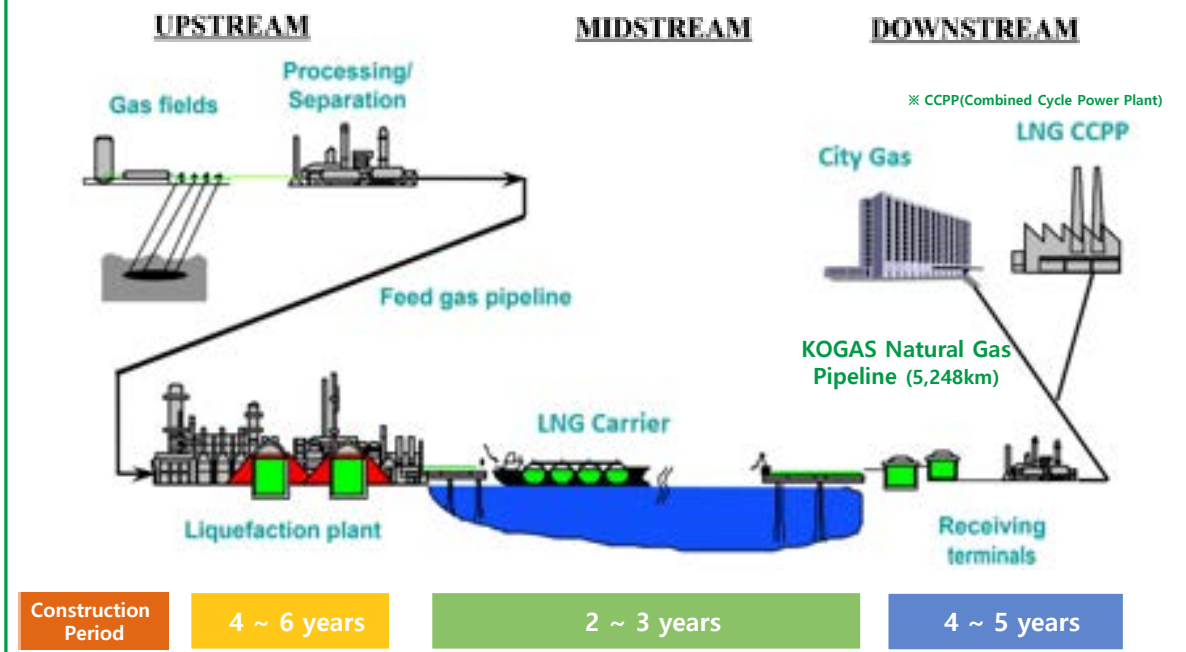 UPSTREAM
MIDSTREAM
DOWNSTREAM
Processing/
Separation
Gas fields
※ CCPP(Combined Cycle Power Plant)
LNG CCPP
City Gas
Feed gas pipeline
KOGAS Natural Gas
Pipeline (5,248km)
LNG Carrier
Liquefaction plant
Receiving
terminals
Construction
Period
4 ~ 6 years
2 ~ 3 years
4 ~ 5 years